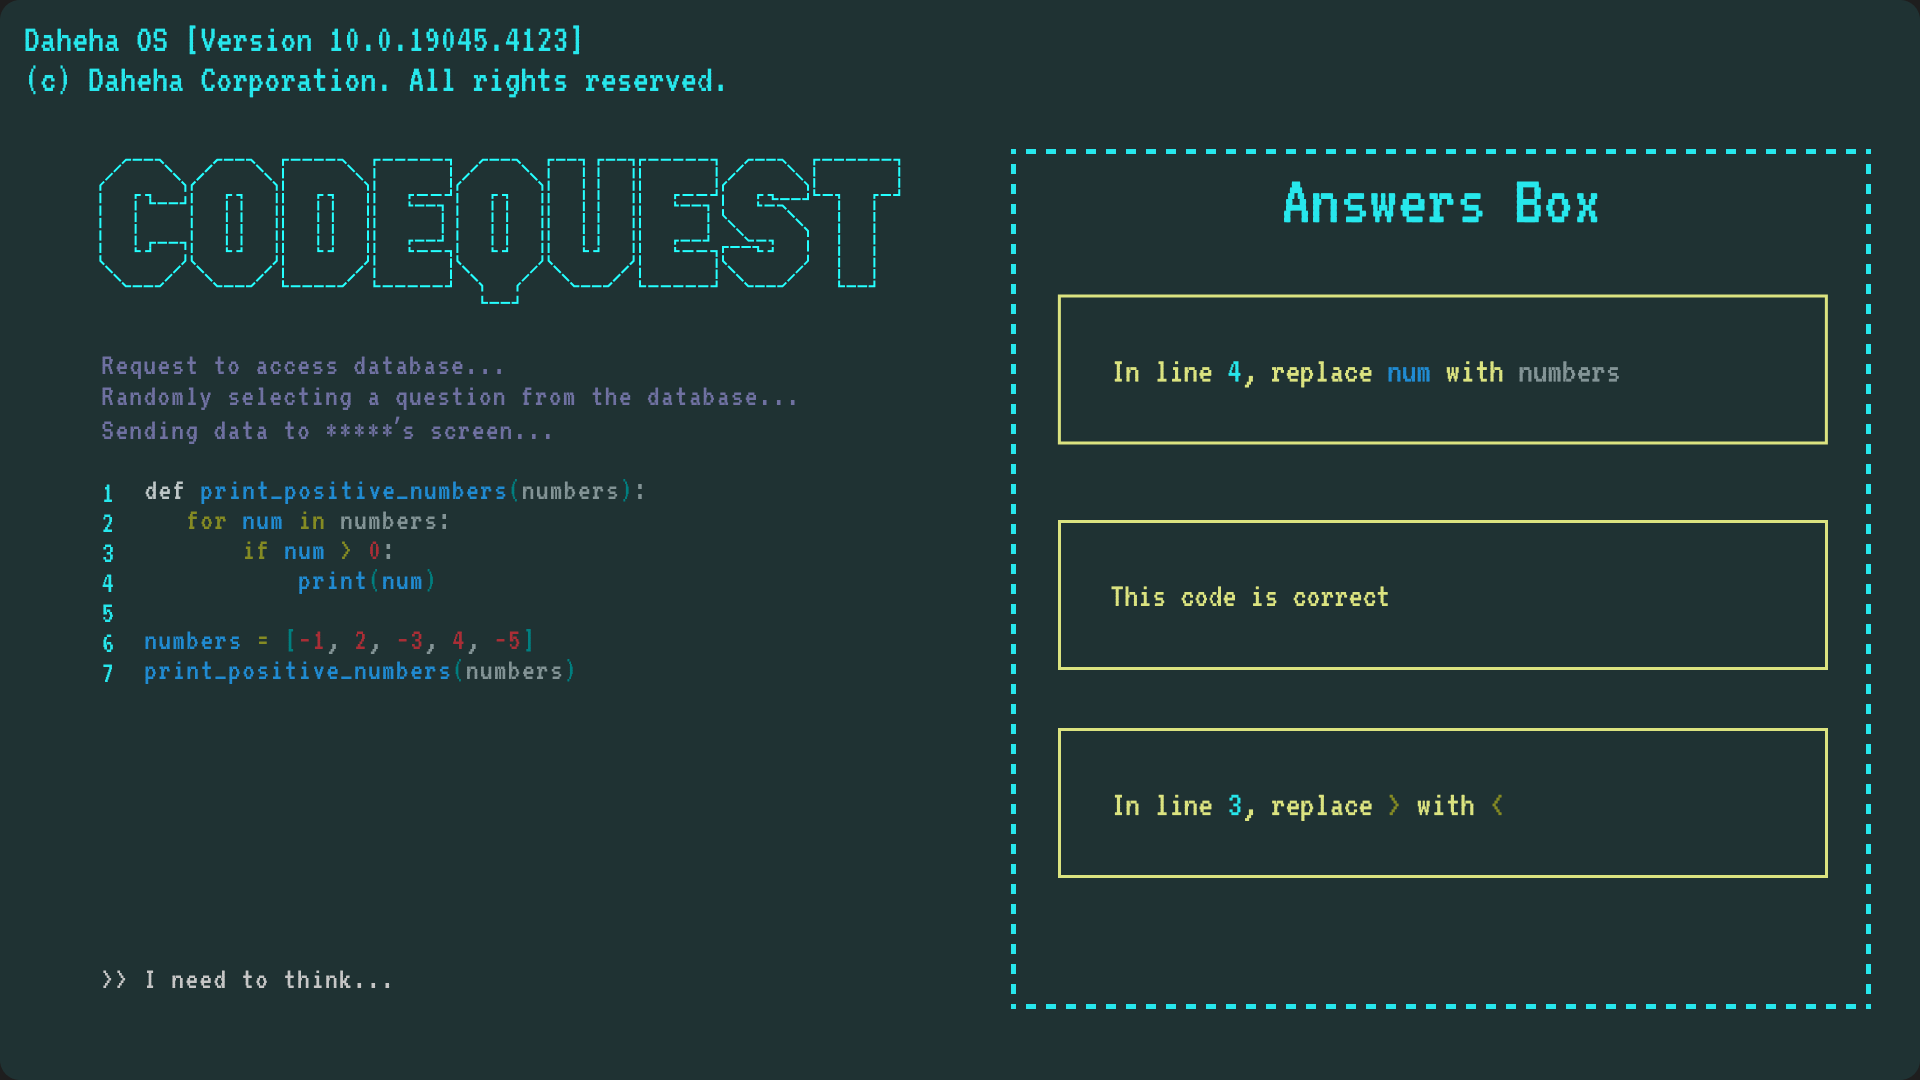 Daheha OS [Version 10.0.19045.4123]
(c) Daheha Corporation. All rights reserved.
CODEQUEST
Request to access database...
Randomly selecting a question from the database...
Sending data to *****'s screen...
1 def print_positive_numbers(numbers):
2 for num in numbers:
3 if num > 0:
4 print(num)
5
6 numbers = [-1, 2, -3, 4, -5]
7 print_positive_numbers(numbers)
>> I need to think...
Answers Box
In line 4, replace num with numbers
This code is correct
In line 3, replace > with <